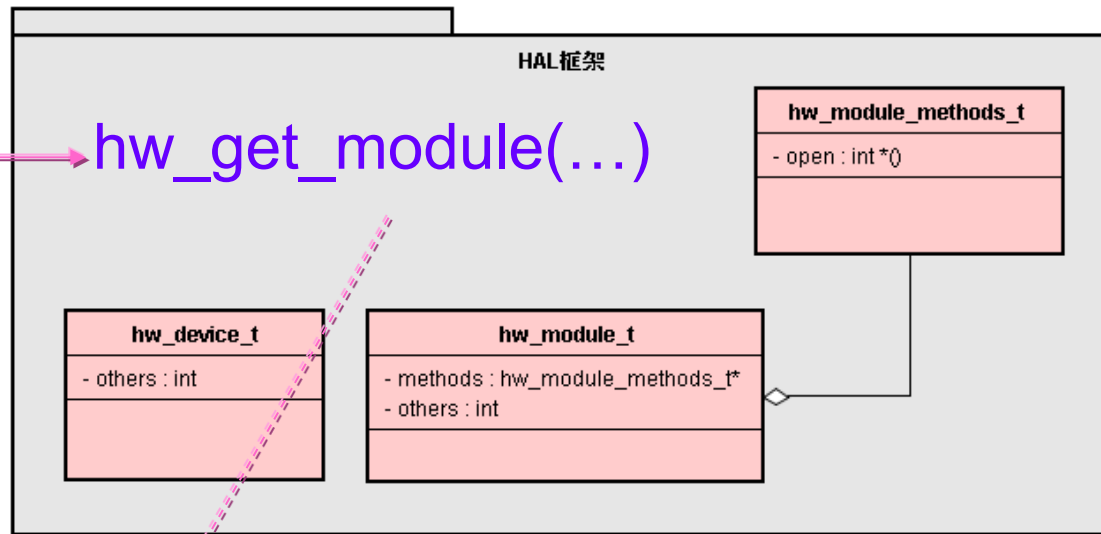 HAL框架
hw_get_module(…)
hw_module_methods_t
- open : int *()
hw_device_t
- others : int
hw_module_t
- methods : hw_module_methods_t*
- others : int